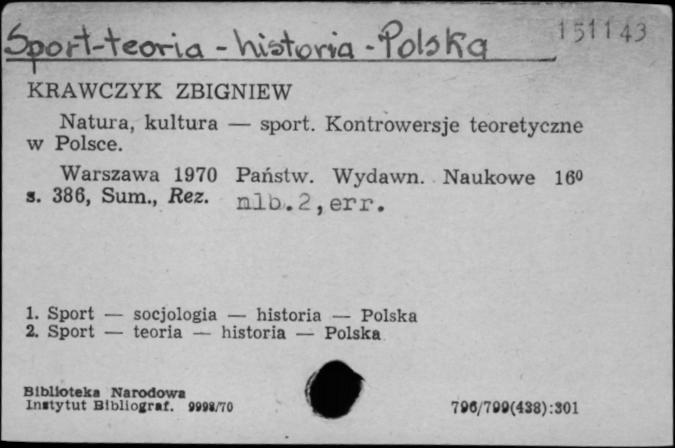 Sport-teoria - historia - Polska 151143
KRAWCZYK ZBIGNIEW
Natura, kultura — sport. Kontrowersje teoretyczne
w Polsce.
Warszawa 1970 Państw. Wydawn. Naukowe 16⁰
s. 386, Sum., Rez. nlb.2,err.
1. Sport — socjologia — historia — Polska
2. Sport — teoria — historia — Polska
Biblioteka Narodowa
Instytut Bibliograf. 9998/70 796/799(438):301